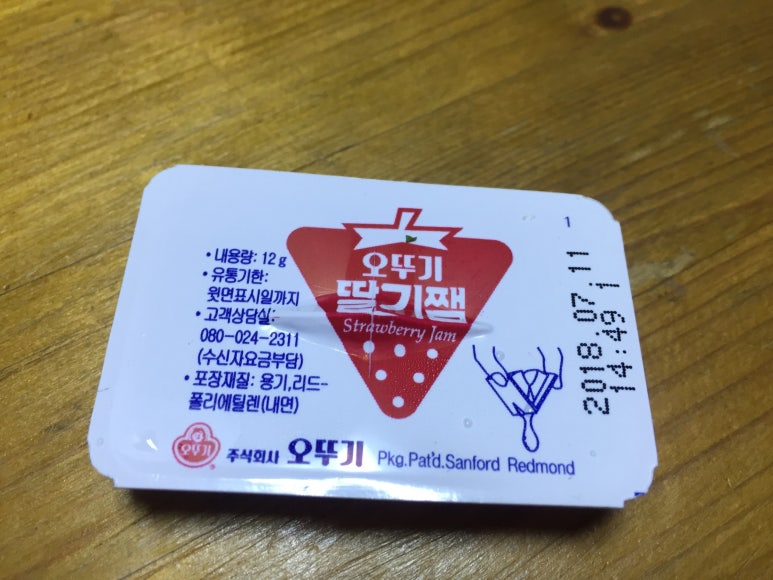 1
오뚜기
딸기쨈
Strawberry Jam
• 내용량: 12 g
• 유통기한:
윗면표시일까지
• 고객상담실:
080-024-2311
(수신자요금부담)
• 포장재질: 용기,리드-
폴리에틸렌(내면)
2018.07.11
14:49 i
오뚜기
주식회사 오뚜기 Pkg.Pat'd.Sanford Redmond